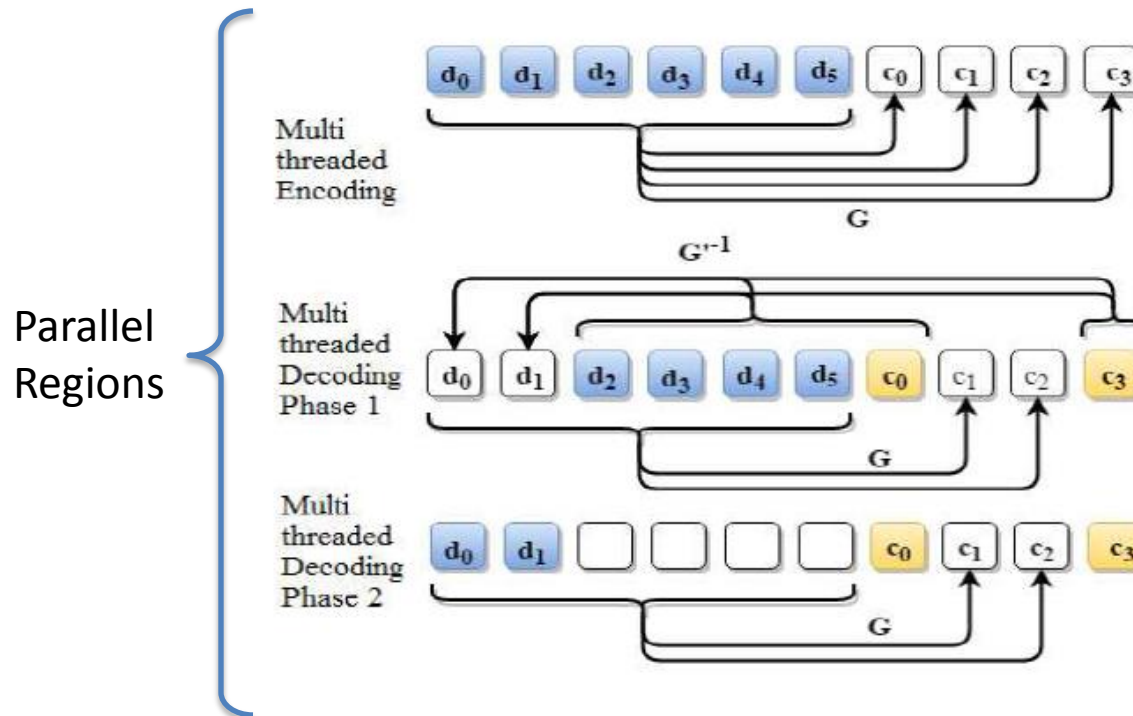 d₀ d₁ d₂ d₃ d₄ d₅ c₀ c₁ c₂ c₃
Multi
threaded
Encoding
G
G'⁻¹
Parallel
Regions
Multi
threaded
Decoding
Phase 1
d₀ d₁ d₂ d₃ d₄ d₅ c₀ c₁ c₂ c₃
G
Multi
threaded
Decoding
Phase 2
d₀ d₁ c₀ c₁ c₂ c₃
G